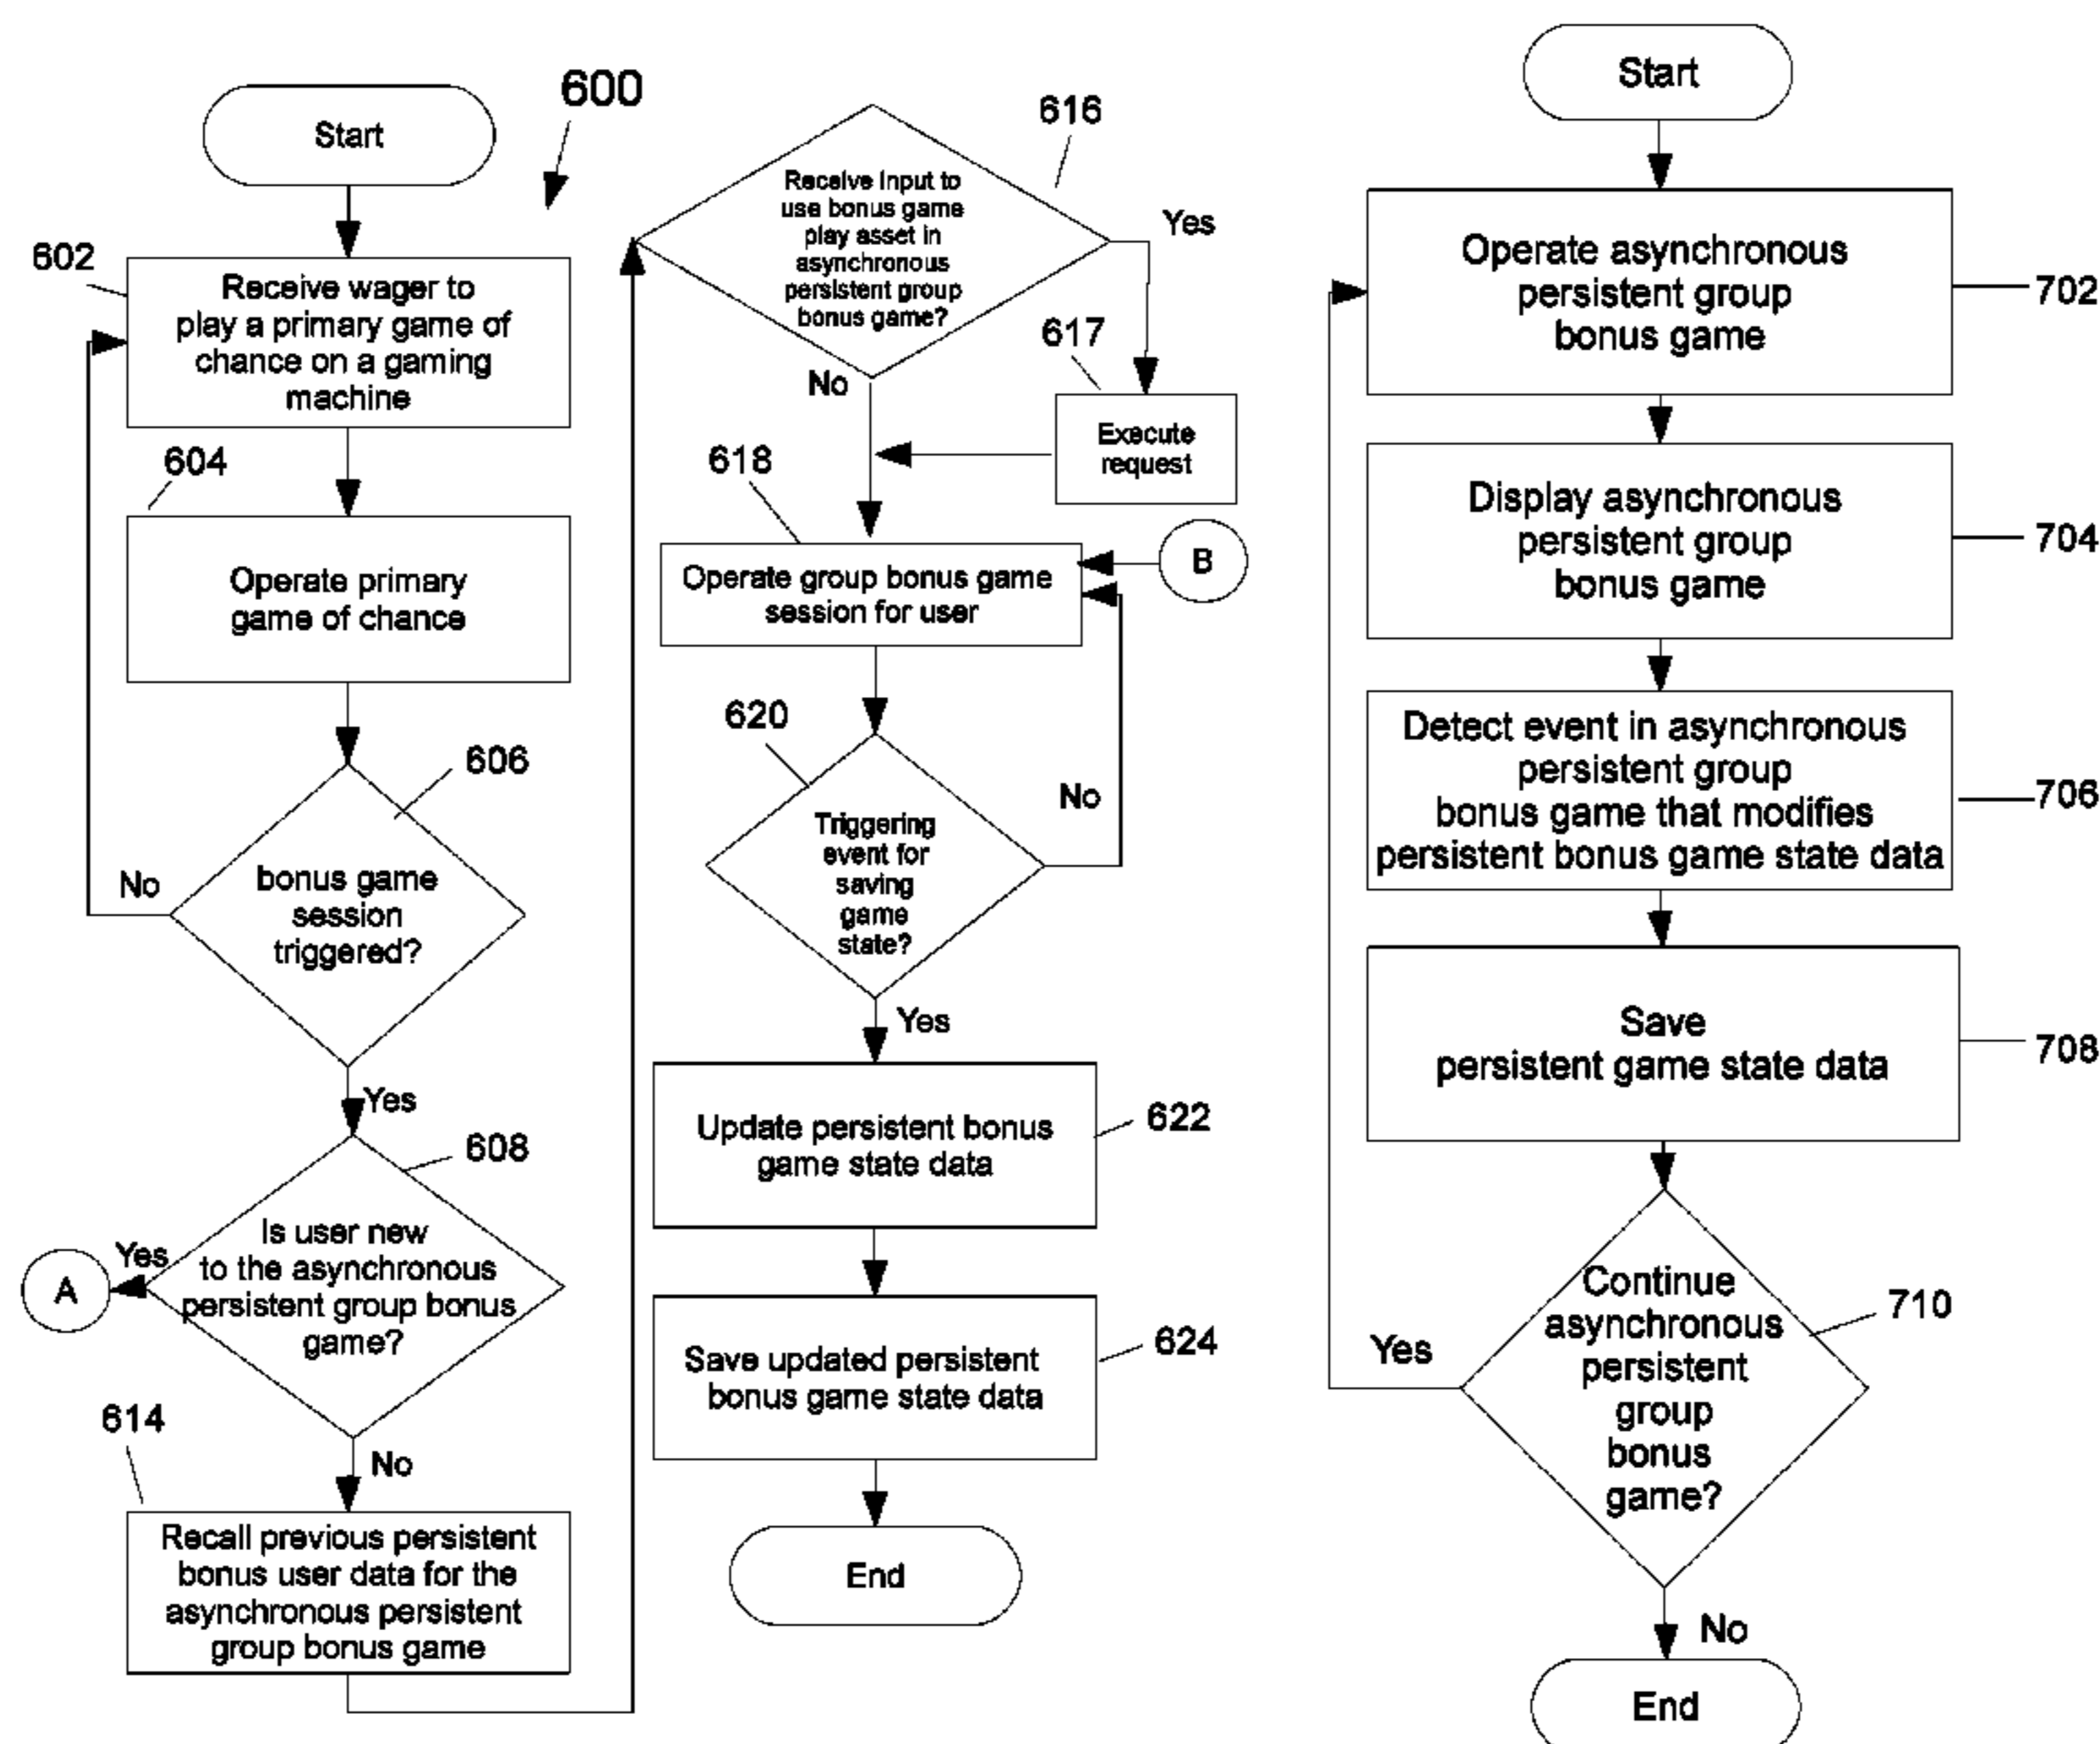 600
Start
602
Receive wager to
play a primary game of
chance on a gaming
machine
604
Operate primary
game of chance
606
bonus game
session
triggered?
No
Yes
608
Is user new
to the asynchronous
persistent group bonus
game?
Yes
A
No
614
Recall previous persistent
bonus user data for the
asynchronous persistent
group bonus game
616
Receive Input to
use bonus game
play asset in
asynchronous
persistent group
bonus game?
Yes
No
617
Execute
request
618
Operate group bonus game
session for user
B
620
Triggering
event for
saving
game
state?
No
Yes
622
Update persistent bonus
game state data
624
Save updated persistent
bonus game state data
End
Start
Operate asynchronous
persistent group
bonus game
702
Display asynchronous
persistent group
bonus game
704
Detect event in asynchronous
persistent group
bonus game that modifies
persistent bonus game state data
706
Save
persistent game state data
708
Continue
asynchronous
persistent
group
bonus
game?
710
Yes
No
End